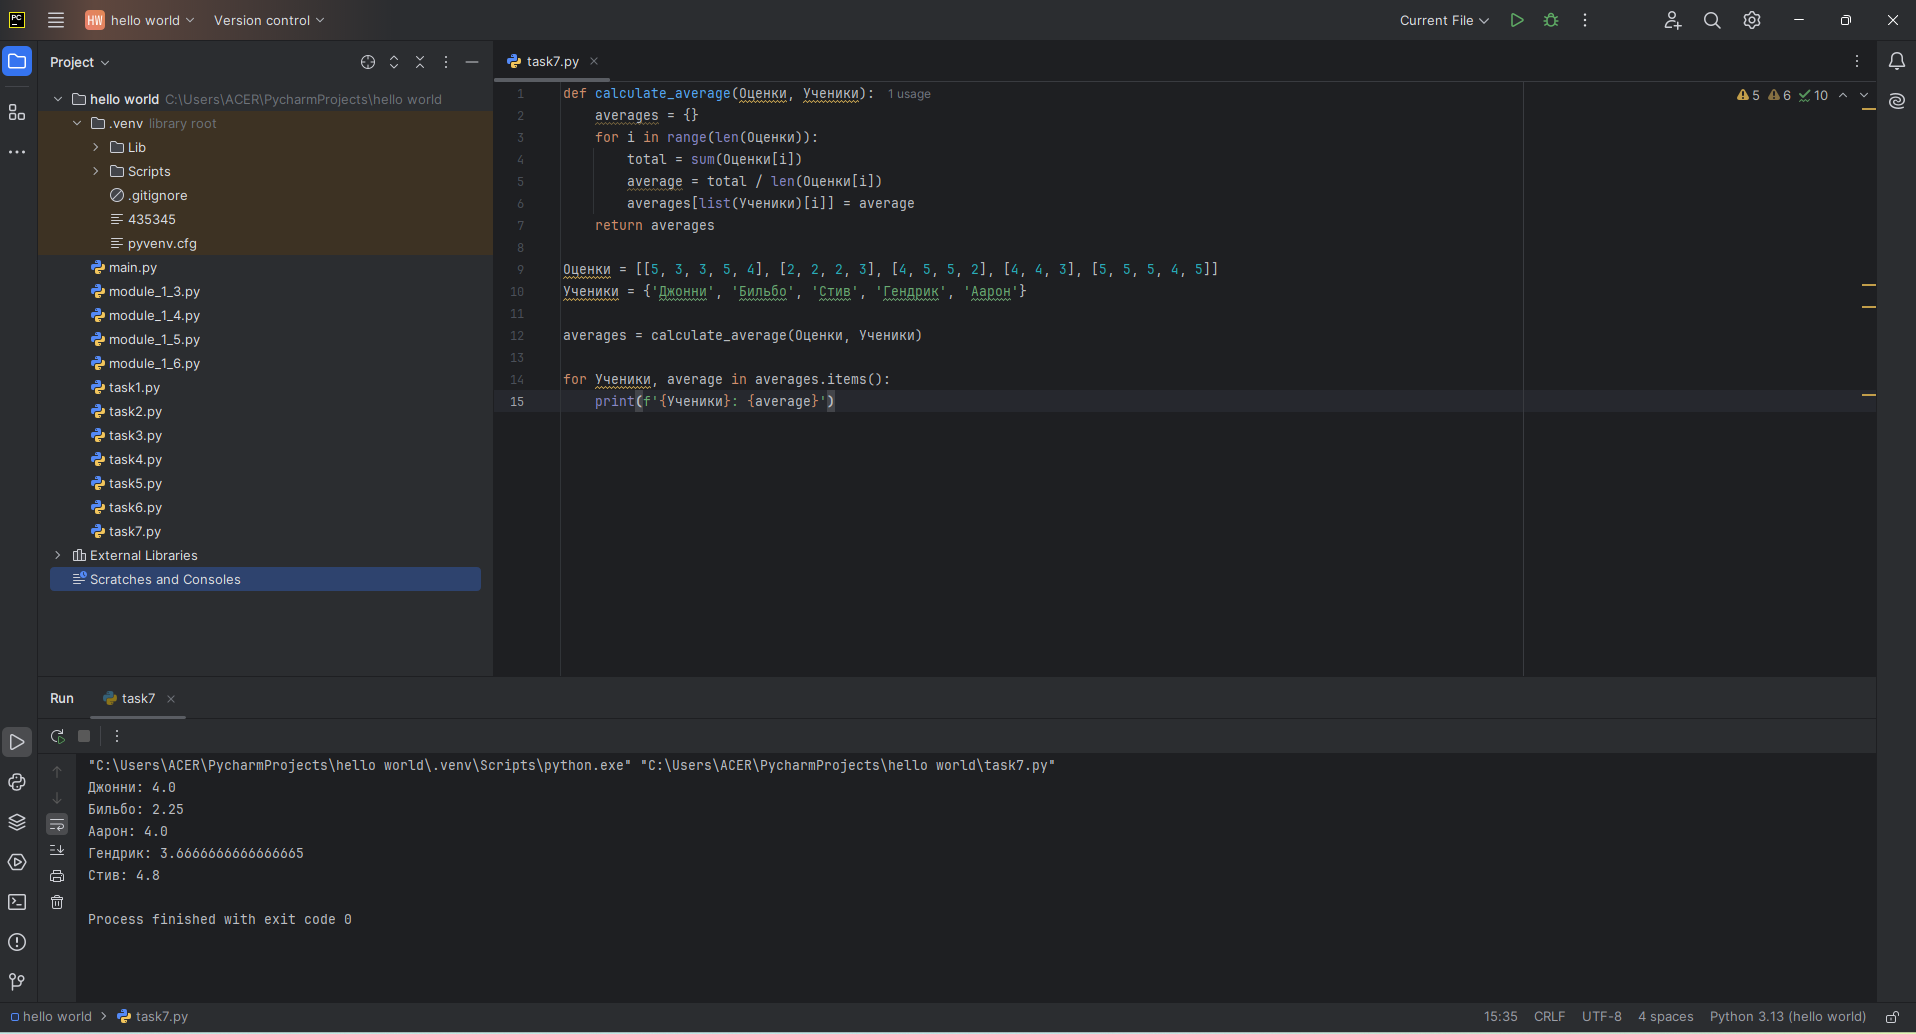 PC
HW hello world Version control Current File
Project
hello world C:\Users\ACER\PycharmProjects\hello world
.venv library root
Lib
Scripts
.gitignore
435345
pyvenv.cfg
main.py
module_1_3.py
module_1_4.py
module_1_5.py
module_1_6.py
task1.py
task2.py
task3.py
task4.py
task5.py
task6.py
task7.py
External Libraries
Scratches and Consoles
task7.py
5 6 10
1 def calculate_average(Оценки, Ученики): 1 usage
2     averages = {}
3     for i in range(len(Оценки)):
4         total = sum(Оценки[i])
5         average = total / len(Оценки[i])
6         averages[list(Ученики)[i]] = average
7     return averages
8
9 Оценки = [[5, 3, 3, 5, 4], [2, 2, 2, 3], [4, 5, 5, 2], [4, 4, 3], [5, 5, 5, 4, 5]]
10 Ученики = {'Джонни', 'Бильбо', 'Стив', 'Гендрик', 'Аарон'}
11
12 averages = calculate_average(Оценки, Ученики)
13
14 for Ученики, average in averages.items():
15     print(f'{Ученики}: {average}')
Run task7
"C:\Users\ACER\PycharmProjects\hello world\.venv\Scripts\python.exe" "C:\Users\ACER\PycharmProjects\hello world\task7.py"
Джонни: 4.0
Бильбо: 2.25
Аарон: 4.0
Гендрик: 3.6666666666666665
Стив: 4.8
Process finished with exit code 0
hello world > task7.py 15:35 CRLF UTF-8 4 spaces Python 3.13 (hello world)